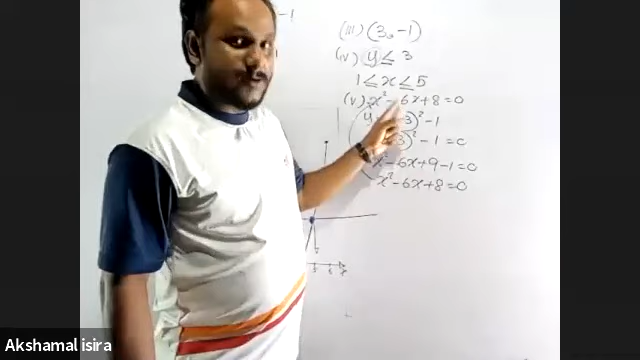 -1
(iii) (3, -1)
(iv) y ≤ 3
1 ≤ x ≤ 5
(v) x² - 6x + 8 = 0
y 3)² - 1
3)² - 1 = 0
x² - 6x + 9 - 1 = 0
x² - 6x + 8 = 0
Akshamal isira